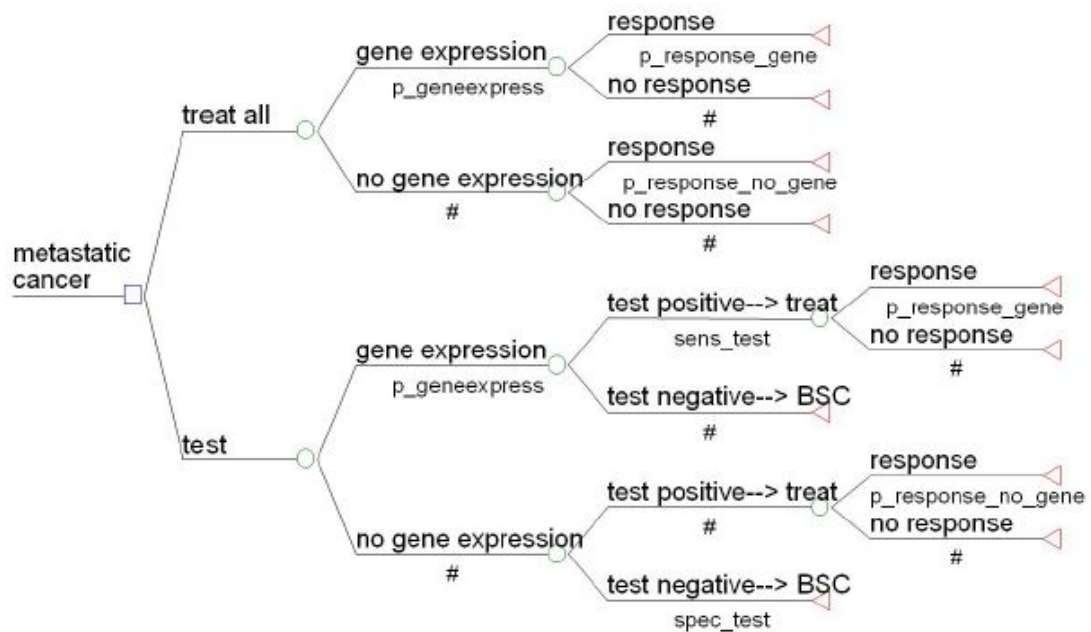 response
gene expression
p_response_gene
p_geneexpress
no response
treat all
#
response
no gene expression
p_response_no_gene
#
no response
#
metastatic
cancer
response
test positive--> treat
p_response_gene
gene expression
sens_test
no response
p_geneexpress
#
test negative--> BSC
#
test
response
test positive--> treat
p_response_no_gene
#
no response
no gene expression
#
#
test negative--> BSC
spec_test